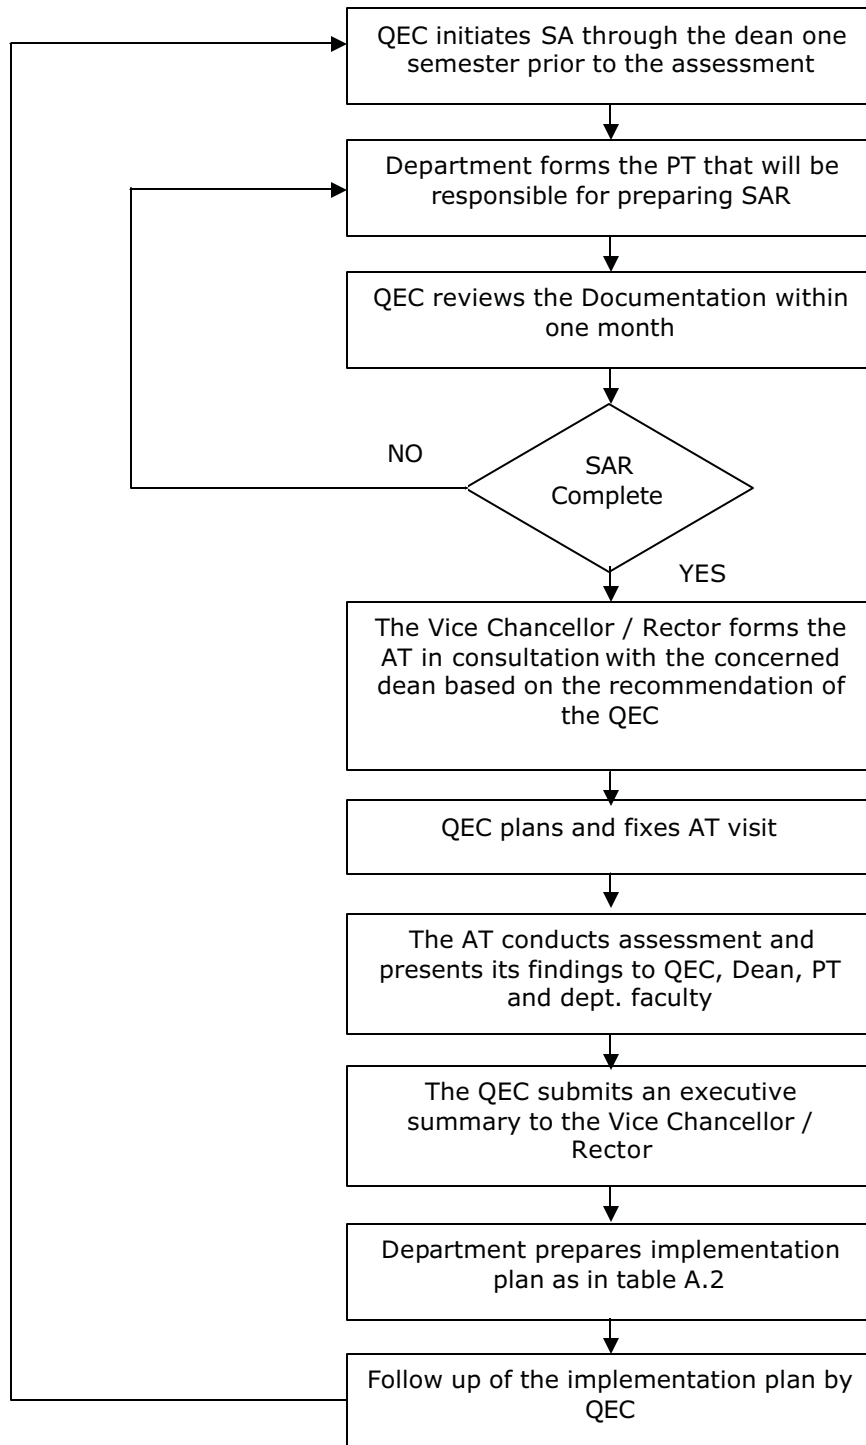 QEC initiates SA through the dean one
semester prior to the assessment
Department forms the PT that will be
responsible for preparing SAR
QEC reviews the Documentation within
one month
NO
SAR
Complete
YES
The Vice Chancellor / Rector forms the
AT in consultation with the concerned
dean based on the recommendation of
the QEC
QEC plans and fixes AT visit
The AT conducts assessment and
presents its findings to QEC, Dean, PT
and dept. faculty
The QEC submits an executive
summary to the Vice Chancellor /
Rector
Department prepares implementation
plan as in table A.2
Follow up of the implementation plan by
QEC